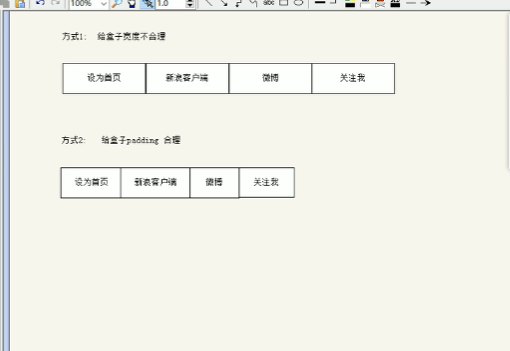 100%
1.0
abc
方式1： 给盒子宽度不合理
设为首页 新浪客户端 微博 关注我
方式2： 给盒子padding 合理
设为首页 新浪客户端 微博 关注我